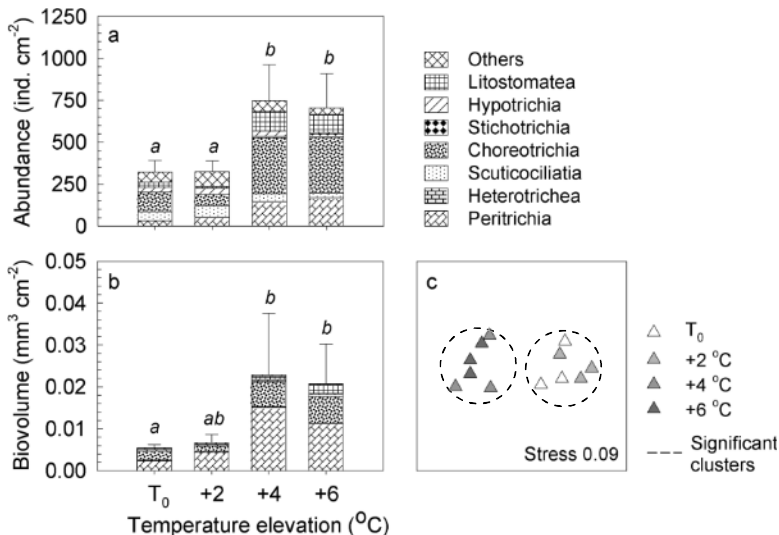 Abundance (ind. cm⁻²)
1250
1000
750
500
250
0
a
a
a
b
b
Others
Litostomatea
Hypotrichia
Stichotrichia
Choreotrichia
Scuticociliatia
Heterotrichea
Peritrichia
Biovolume (mm³ cm⁻²)
0.05
0.04
0.03
0.02
0.01
0.00
b
a
ab
b
b
T₀
+2
+4
+6
Temperature elevation (°C)
c
Stress 0.09
T₀
+2 °C
+4 °C
+6 °C
Significant
clusters